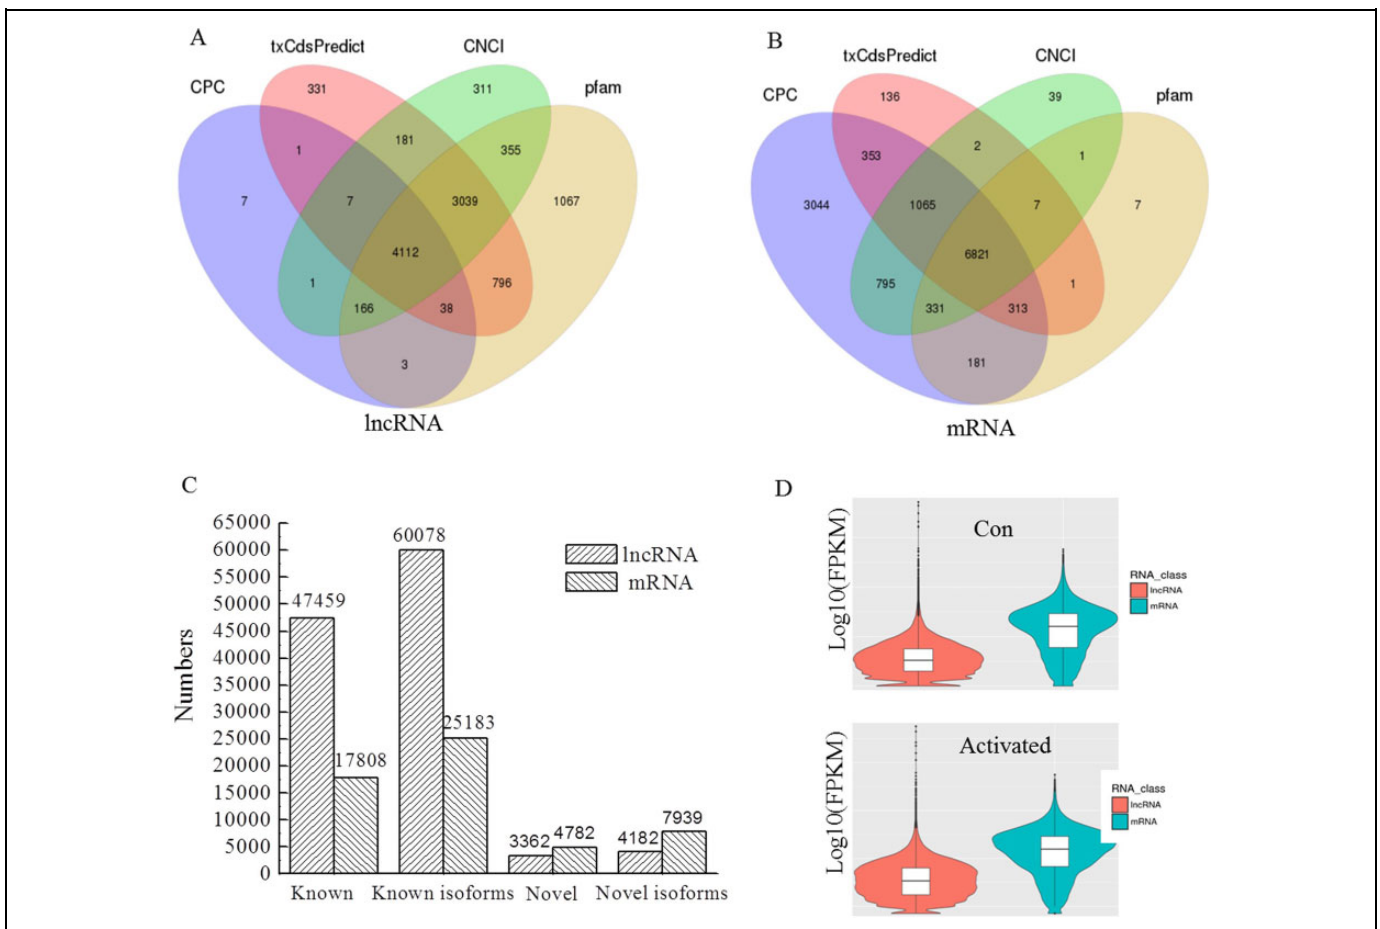 A
txCdsPredict
CNCI
CPC
pfam
331
311
181
355
1
7
7
3039
1067
4112
1
796
166
38
3
lncRNA
B
txCdsPredict
CNCI
CPC
pfam
136
39
2
353
1
3044
1065
7
7
6821
795
1
331
313
181
mRNA
C
Numbers
65000
60000
55000
50000
45000
40000
35000
30000
25000
20000
15000
10000
5000
0
47459
17808
60078
25183
3362
4782
4182
7939
lncRNA
mRNA
Known
Known isoforms
Novel
Novel isoforms
D
Log10(FPKM)
Con
RNA_class
lncRNA
mRNA
Log10(FPKM)
Activated
RNA_class
lncRNA
mRNA